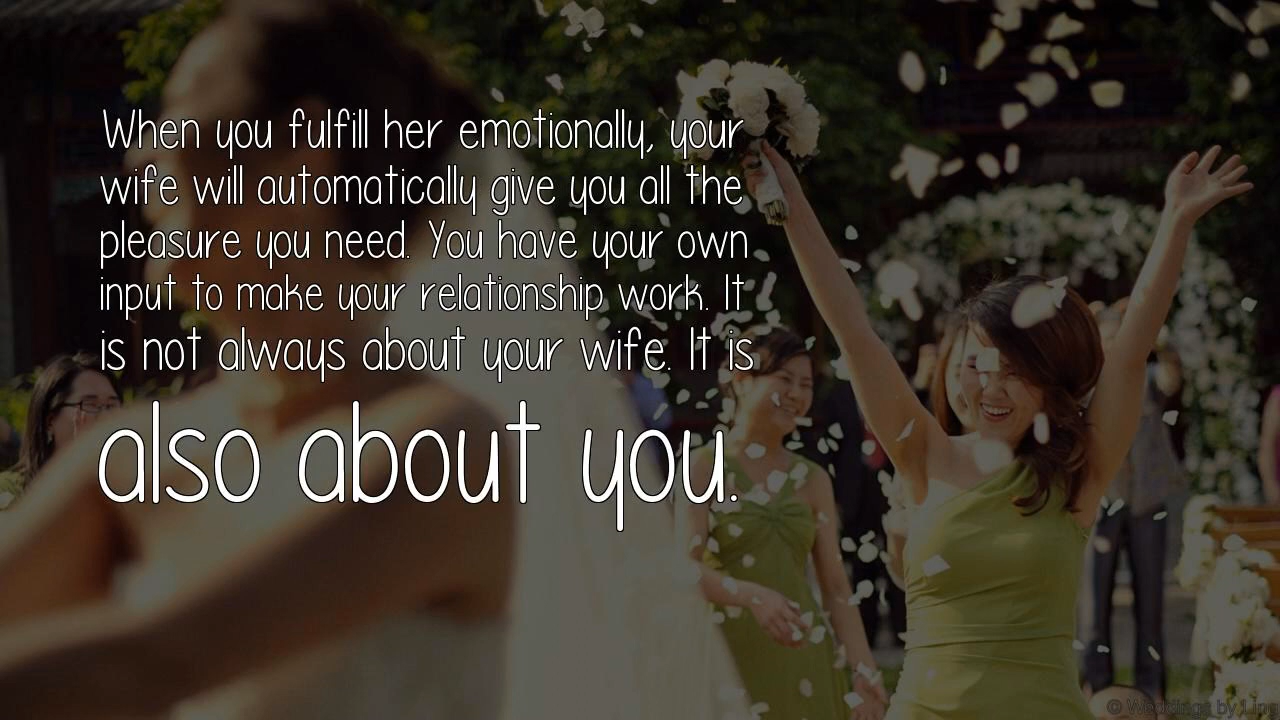 When you fulfill her emotionally, your
wife will automatically give you all the
pleasure you need. You have your own
input to make your relationship work. It
is not always about your wife. It is
also about you.
© Weddings by Ling